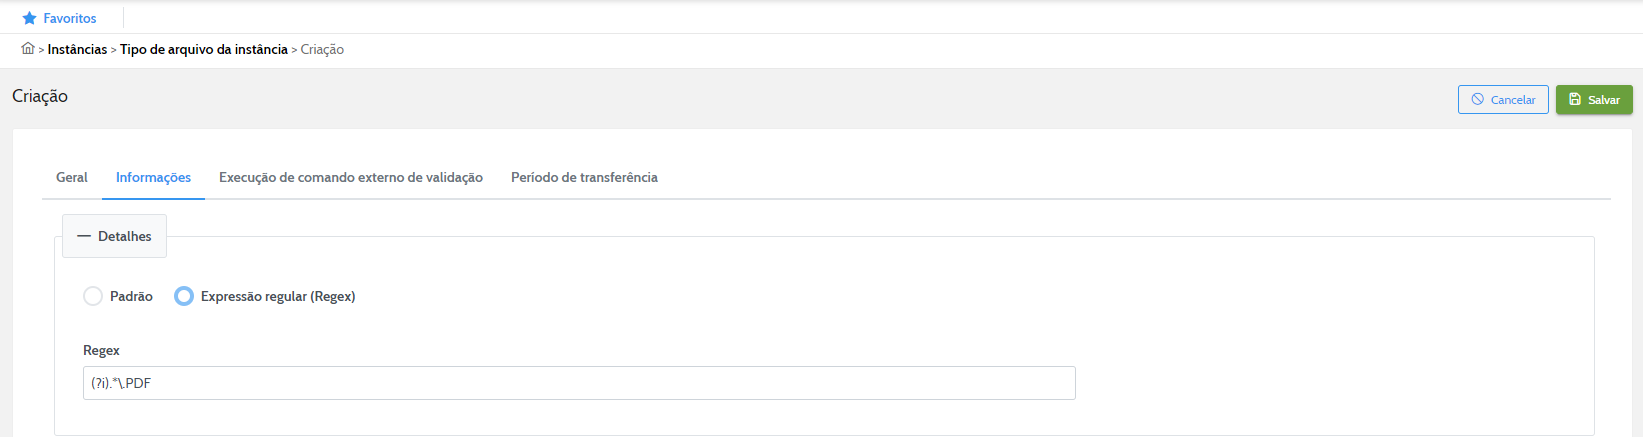 Favoritos
> Instâncias > Tipo de arquivo da instância > Criação
Criação
Cancelar
Salvar
Geral Informações Execução de comando externo de validação Período de transferência
— Detalhes
Padrão Expressão regular (Regex)
Regex
(?i).*\.PDF